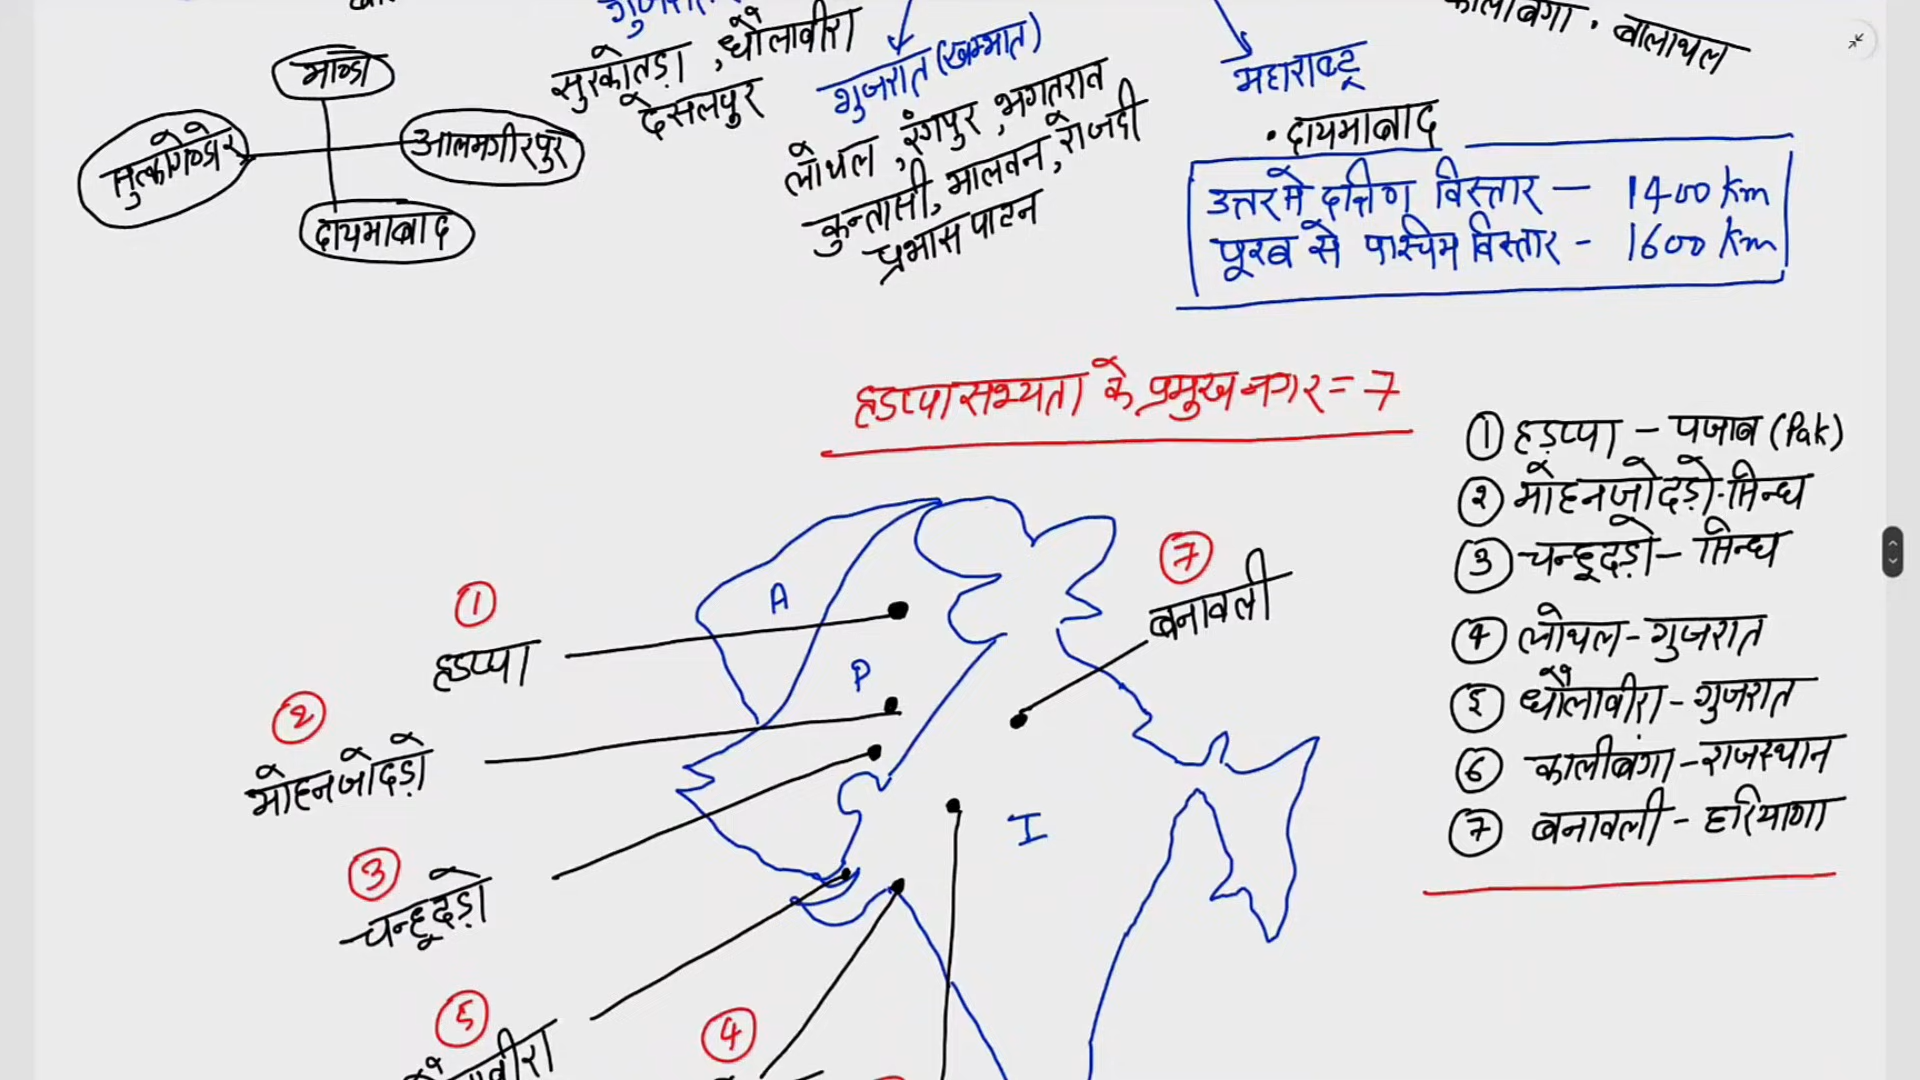 गुजरात
कालीबंगा · बालाथल
माण्डा
सुत्कागेण्डोर
आलमगीरपुर
दायमाबाद
सुरकोतड़ा, धौलावीरा
देसलपुर
गुजरात (खम्भात)
लोथल, रंगपुर, भगतराव
कुन्तासी, मालवन, रोजदी
प्रभास पाटन
महाराष्ट्र
• दायमाबाद
उत्तर से दक्षिण विस्तार — 1400 km
पूरब से पश्चिम विस्तार - 1600 km
हडप्पा सभ्यता के प्रमुख नगर = 7
① हड़प्पा - पंजाब (Pak)
② मोहनजोदड़ो - सिन्ध
③ चन्हूदड़ो - सिन्ध
④ लोथल - गुजरात
⑤ धौलावीरा - गुजरात
⑥ कालीबंगा - राजस्थान
⑦ बनावली - हरियाणा
①
हडप्पा
②
मोहनजोदड़ो
③
चन्हूदड़ो
⑤
④
⑦
बनावली
A
P
I